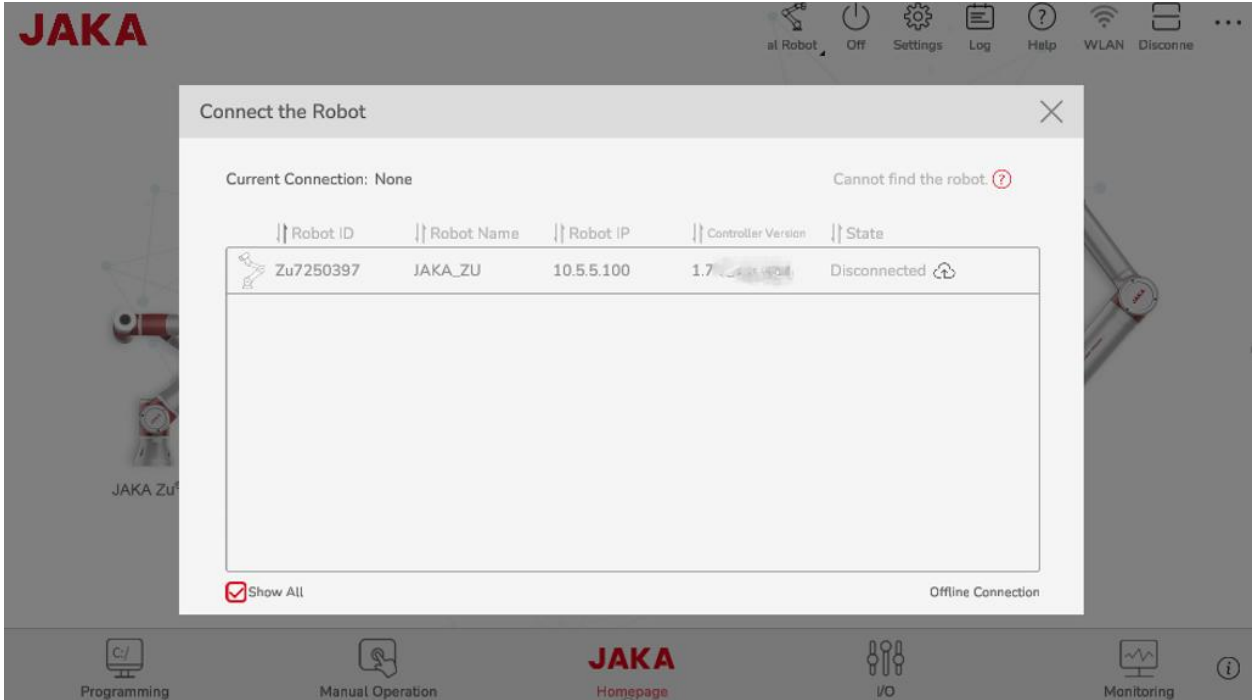 JAKA
al Robot
Off
Settings
Log
Help
WLAN
Disconne
Connect the Robot
Current Connection: None
Cannot find the robot. ?
Robot ID
Robot Name
Robot IP
Controller Version
State
Zu7250397
JAKA_ZU
10.5.5.100
1.7
Disconnected
JAKA Zu
Show All
Offline Connection
C:/
Programming
Manual Operation
JAKA
Homepage
I/O
Monitoring